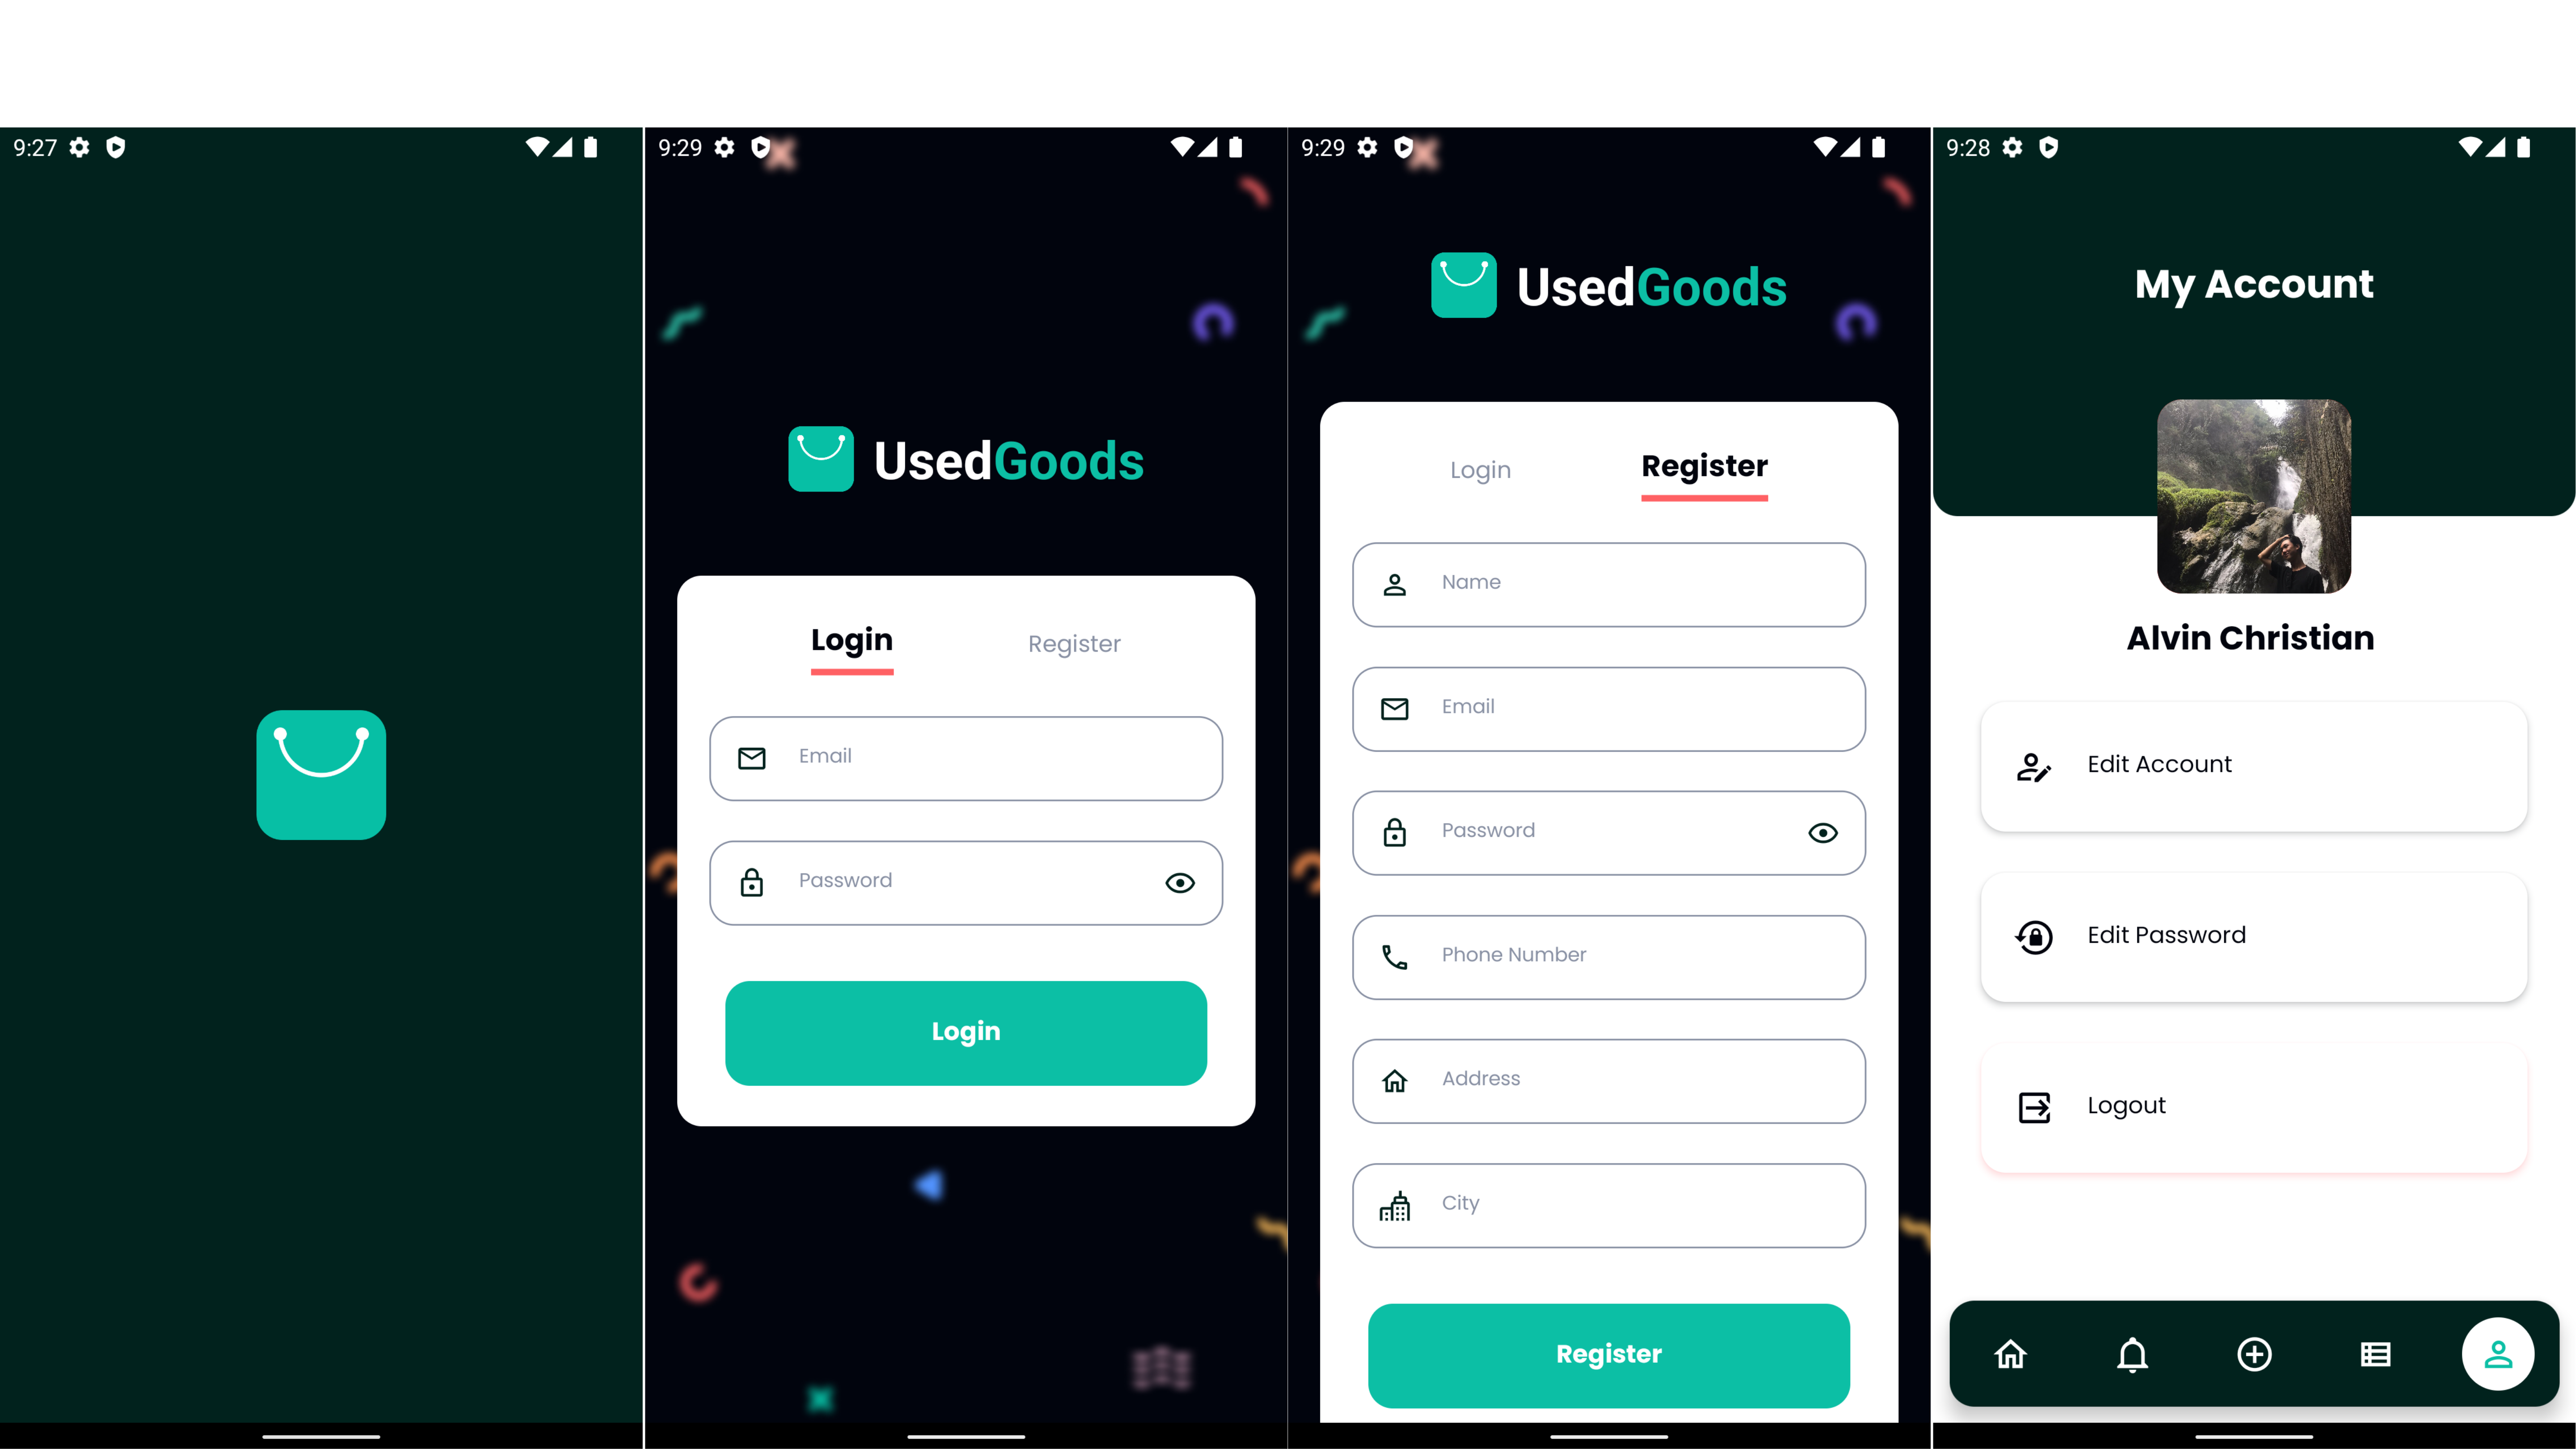 9:27
9:29
UsedGoods
Login
Register
Email
Password
Login
9:29
UsedGoods
Login
Register
Name
Email
Password
Phone Number
Address
City
Register
9:28
My Account
Alvin Christian
Edit Account
Edit Password
Logout